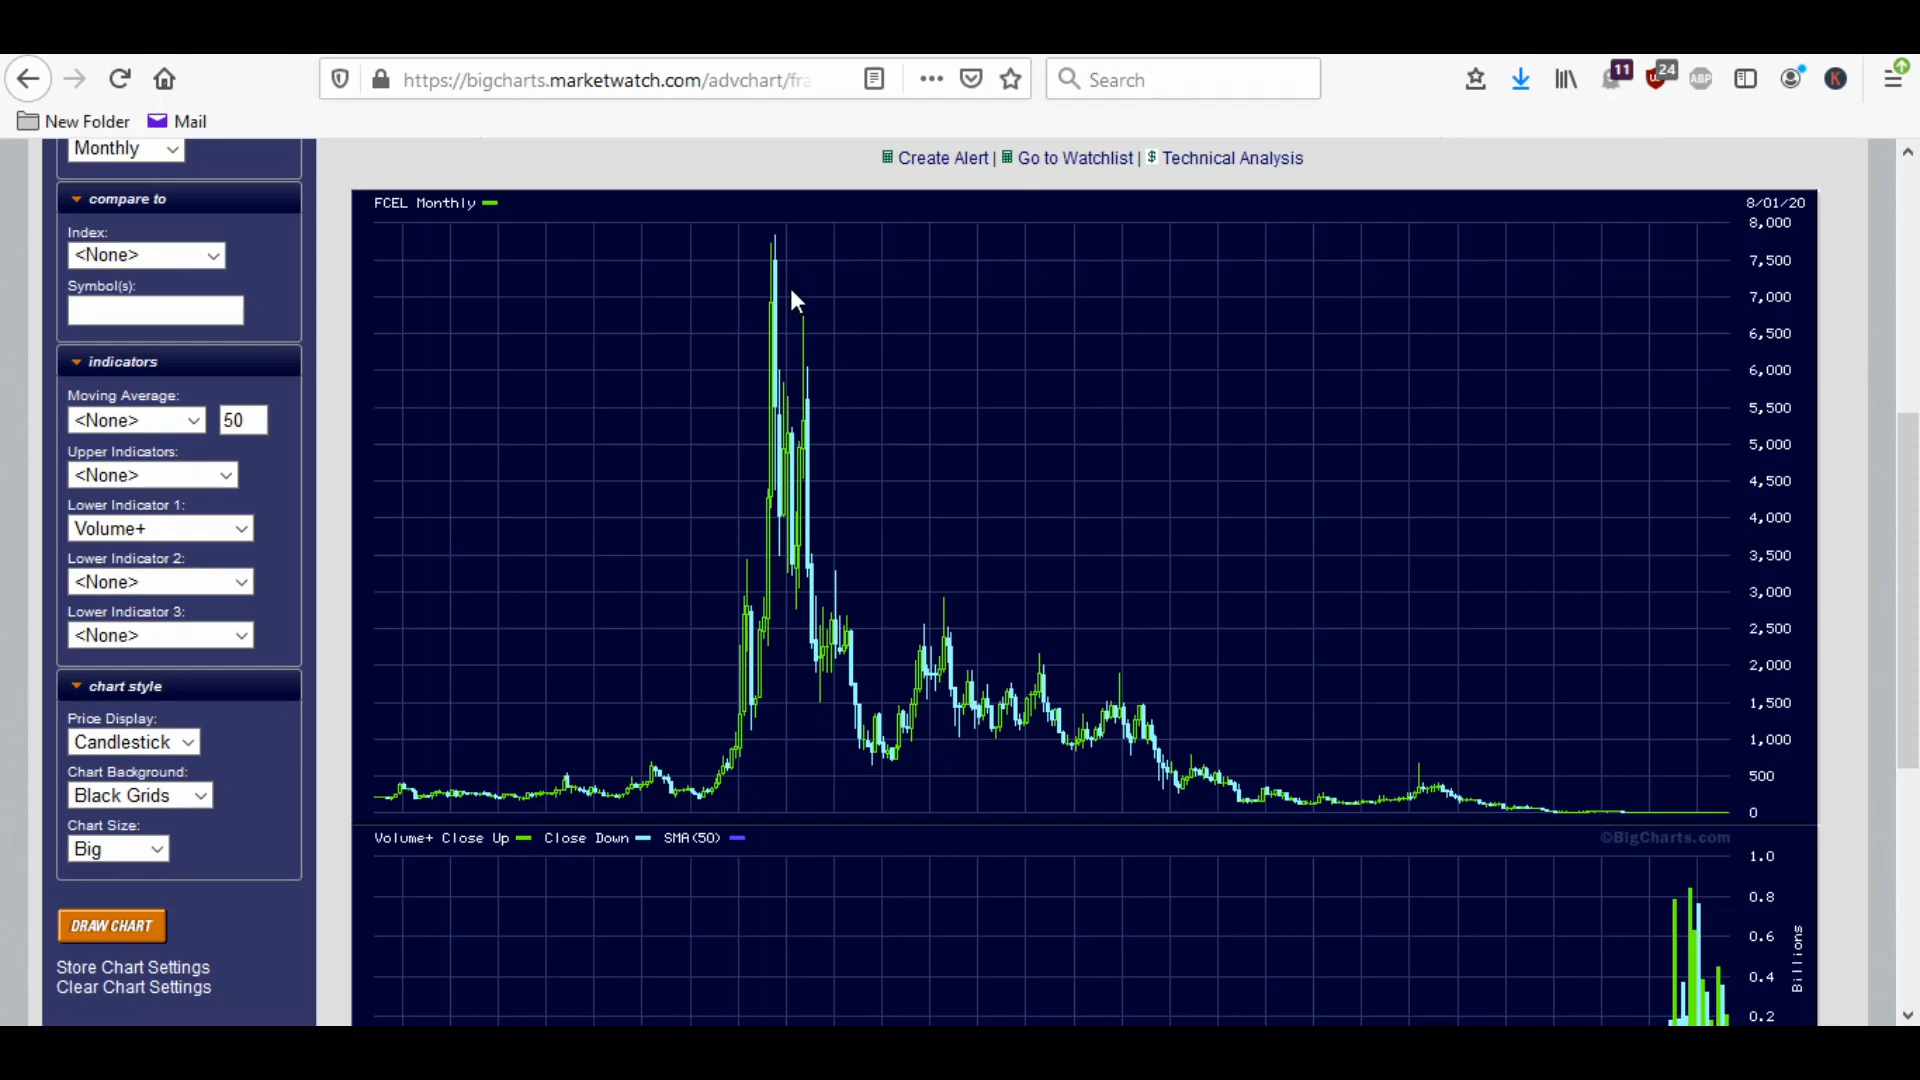 https://bigcharts.marketwatch.com/advchart/fra
Search
11
24
ABP
K
New Folder
Mail
Monthly
Create Alert | Go to Watchlist | $ Technical Analysis
compare to
Index:
<None>
Symbol(s):
indicators
Moving Average:
<None>
50
Upper Indicators:
<None>
Lower Indicator 1:
Volume+
Lower Indicator 2:
<None>
Lower Indicator 3:
<None>
chart style
Price Display:
Candlestick
Chart Background:
Black Grids
Chart Size:
Big
DRAW CHART
Store Chart Settings
Clear Chart Settings
FCEL Monthly
8/01/20
8,000
7,500
7,000
6,500
6,000
5,500
5,000
4,500
4,000
3,500
3,000
2,500
2,000
1,500
1,000
500
0
Volume+ Close Up Close Down SMA(50)
©BigCharts.com
1.0
0.8
0.6
0.4
0.2
Billions